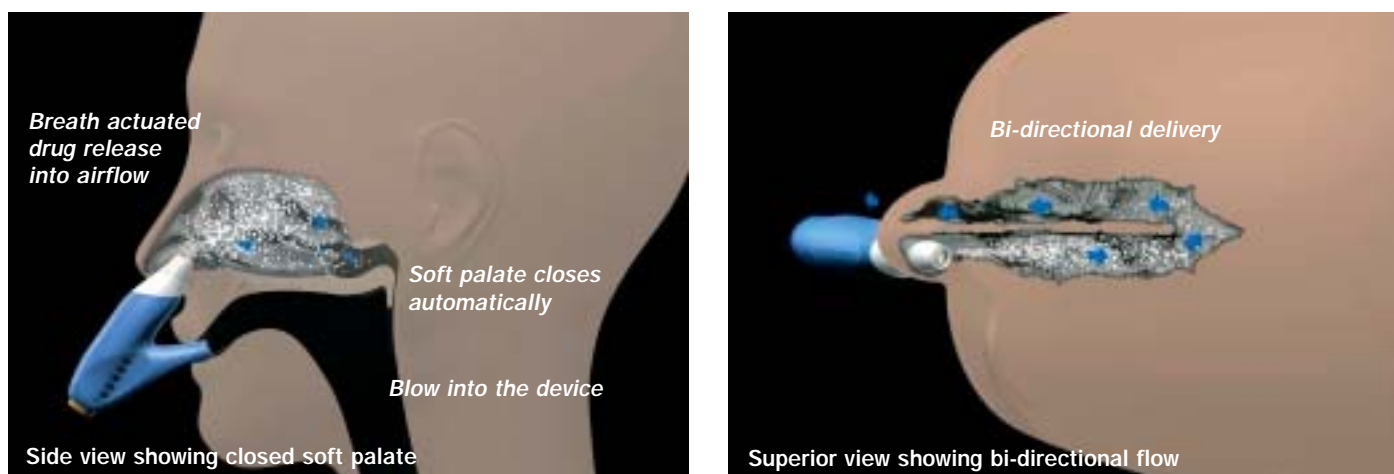 Breath actuated
drug release
into airflow
Soft palate closes
automatically
Blow into the device
Side view showing closed soft palate
Bi-directional delivery
Superior view showing bi-directional flow